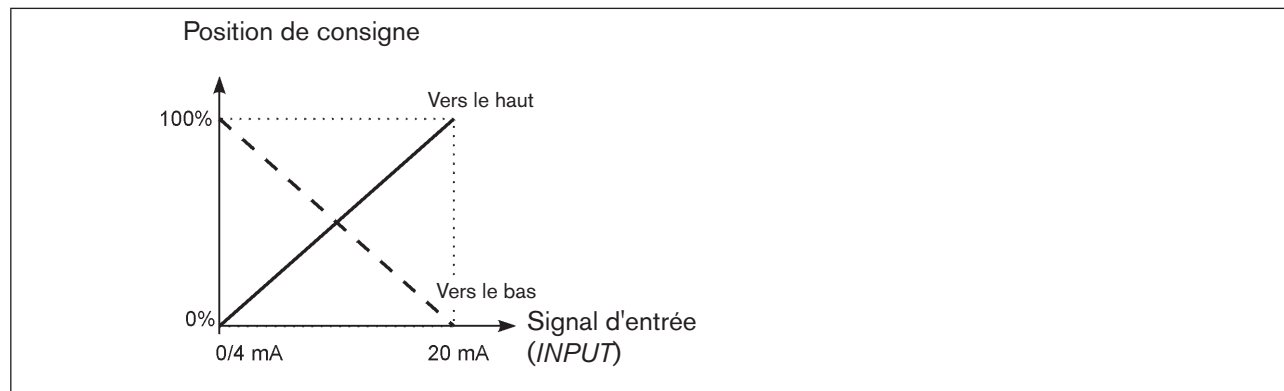 Position de consigne
Vers le haut
100%
Vers le bas
0%
Signal d'entrée
(INPUT)
0/4 mA
20 mA